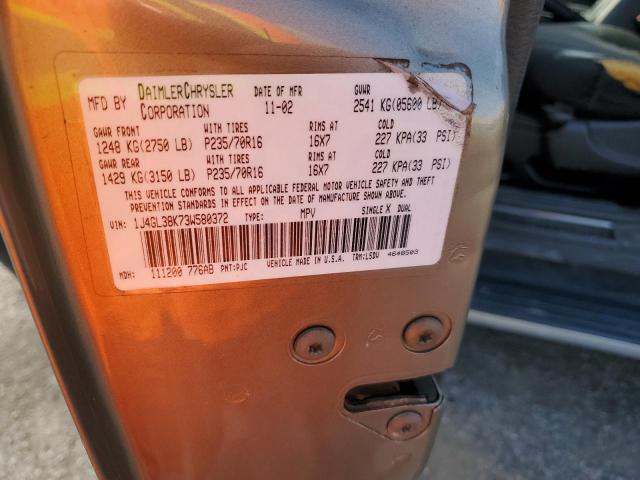 MFD BY DAIMLERCHRYSLER CORPORATION DATE OF MFR 11-02 GVWR 2541 KG(05600 LB)
GAWR FRONT WITH TIRES RIMS AT COLD
1248 KG(2750 LB) P235/70R16 16X7 227 KPA(33 PSI)
GAWR REAR WITH TIRES RIMS AT COLD
1429 KG(3150 LB) P235/70R16 16X7 227 KPA(33 PSI)
THIS VEHICLE CONFORMS TO ALL APPLICABLE FEDERAL MOTOR VEHICLE SAFETY AND THEFT
PREVENTION STANDARDS IN EFFECT ON THE DATE OF MANUFACTURE SHOWN ABOVE.
VIN: 1J4GL38K73W580372 TYPE: MPV SINGLE X DUAL
MDH: 111200 776AB PNT:PJC VEHICLE MADE IN U.S.A. TRM:L5DV 4648503